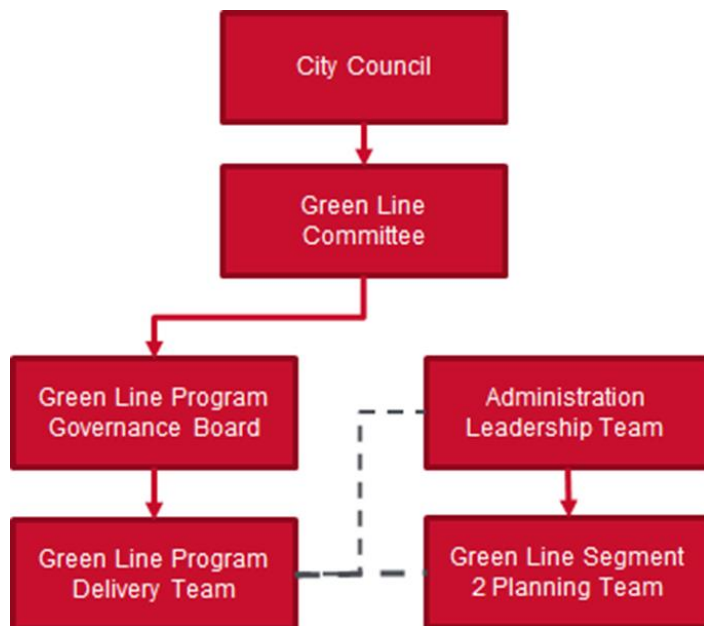 City Council
Green Line
Committee
Green Line Program
Governance Board
Administration
Leadership Team
Green Line Program
Delivery Team
Green Line Segment
2 Planning Team